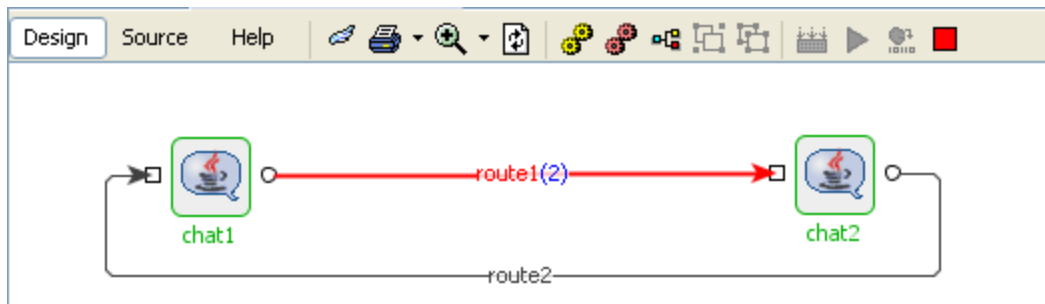 Design Source Help
route1(2)
chat1
chat2
route2